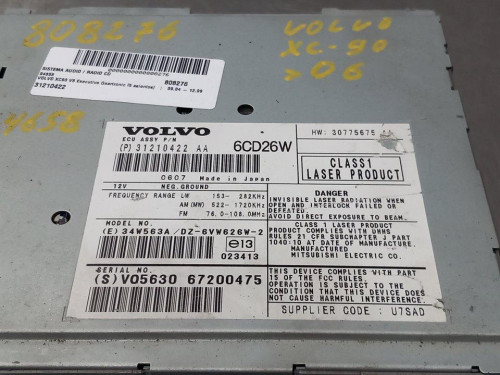 808276
VOLVO
XC-90
>06
4658
SISTEMA AUDIO / RADIO CD
808276
VOLVO XC90 V8 Executive Geartronic (5 asientos) | 09.04 - 12.06
31210422
VOLVO
ECU ASSY P/N
(P) 31210422 AA
6CD26W
HW: 30775675
0607 Made in Japan
12V NEG.GROUND
FREQUENCY RANGE LW 153- 282KHz
AM (MW) 522- 1720KHz
FM 76.0-108.0MHz
MODEL NO.
(E) 34W563A /DZ-6VW626W-2
e13
023413
SERIAL NO.
(S) VO5630 67200475
CLASS1
LASER PRODUCT
DANGER
INVISIBLE LASER RADIATION WHEN
OPEN AND INTERLOCK FAILED OR
DEFEATED.
AVOID DIRECT EXPOSURE TO BEAM.
CLASS 1 LASER PRODUCT
THIS PRODUCT COMPLIES WITH DHHS
RULES 21 CFR SUBCHAPTER J PART
1040:10 AT DATE OF MANUFACTURE.
MANUFACTURED:
MITSUBISHI ELECTRIC CO.
THIS DEVICE COMPLIES WITH PART 15
OF THE FCC RULES
OPERATION IS SUBJECT TO THE
CONDITION THAT THIS DEVICE DOES
NOT CAUSE HARMFUL INTERFERENCE.
SUPPLIER CODE : U7SAD